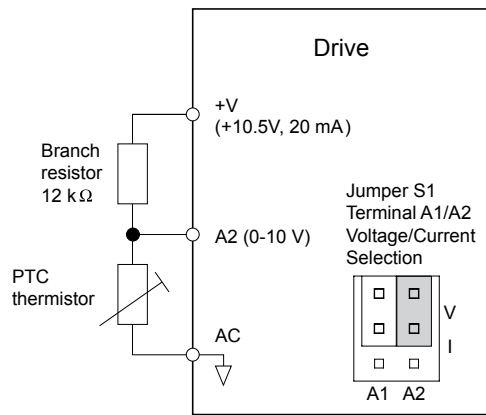 Drive
+V
(+10.5V, 20 mA)
Branch
resistor
12 kΩ
A2 (0-10 V)
PTC
thermistor
AC
Jumper S1
Terminal A1/A2
Voltage/Current
Selection
V
I
A1 A2